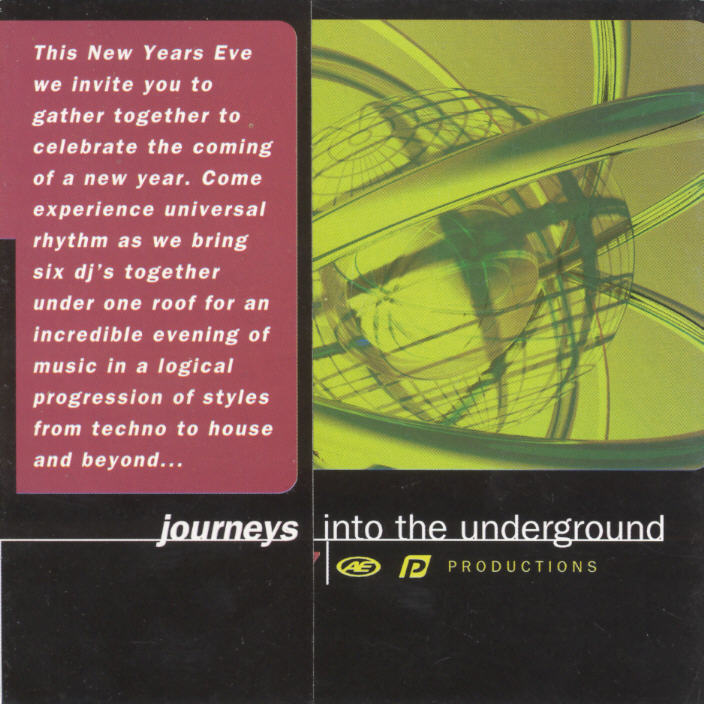 This New Years Eve
we invite you to
gather together to
celebrate the coming
of a new year. Come
experience universal
rhythm as we bring
six dj's together
under one roof for an
incredible evening of
music in a logical
progression of styles
from techno to house
and beyond...
journeys into the underground
AE P PRODUCTIONS